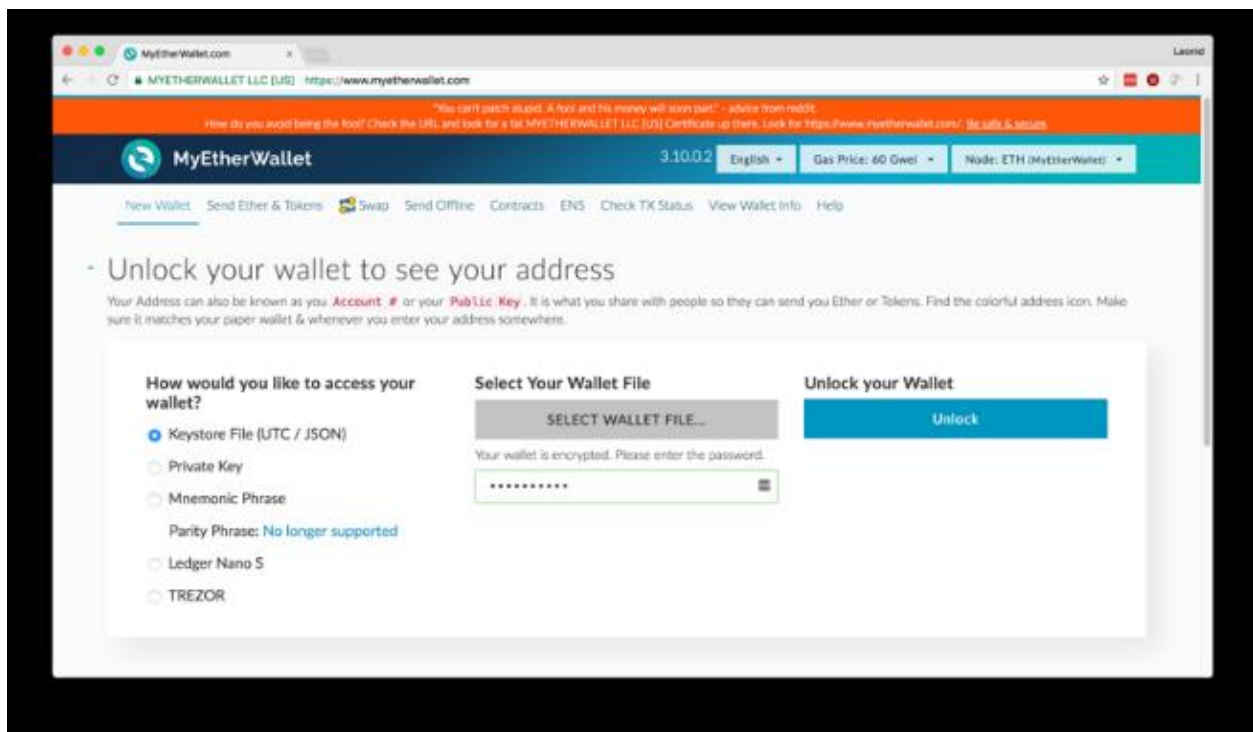 MyEtherWallet.com
Leonid
MYETHERWALLET LLC [US] https://www.myetherwallet.com
"You can't patch stupid. A fool and his money will soon part." - advice from reddit.
How do you avoid being the fool? Check the URL and look for a fat MYETHERWALLET LLC [US] Certificate up there. Look for https://www.myetherwallet.com/. Be safe & secure.
MyEtherWallet
3.10.0.2 English Gas Price: 60 Gwei Node: ETH (MyEtherWallet)
New Wallet Send Ether & Tokens Swap Send Offline Contracts ENS Check TX Status View Wallet Info Help
- Unlock your wallet to see your address
Your Address can also be known as you Account # or your Public Key. It is what you share with people so they can send you Ether or Tokens. Find the colorful address icon. Make
sure it matches your paper wallet & whenever you enter your address somewhere.
How would you like to access your
wallet?
Keystore File (UTC / JSON)
Private Key
Mnemonic Phrase
Parity Phrase: No longer supported
Ledger Nano S
TREZOR
Select Your Wallet File
SELECT WALLET FILE...
Your wallet is encrypted. Please enter the password.
••••••••••
Unlock your Wallet
Unlock